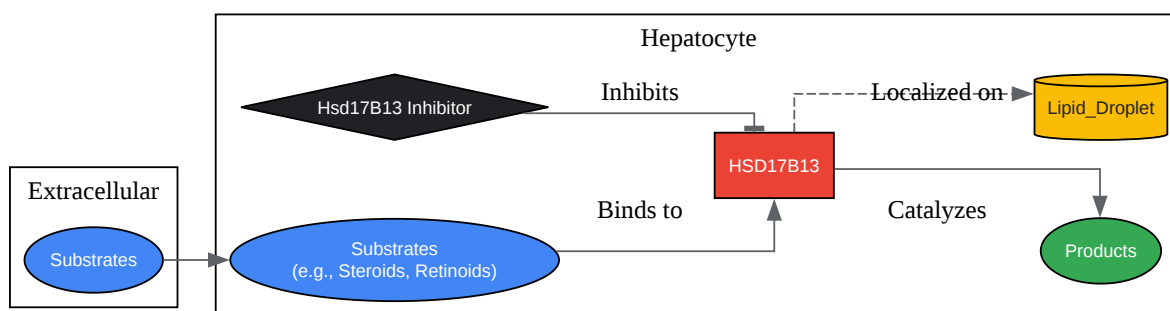 Hepatocyte
Hsd17B13 Inhibitor
Inhibits
Localized on
Lipid_Droplet
HSD17B13
Extracellular
Substrates
Substrates
(e.g., Steroids, Retinoids)
Binds to
Catalyzes
Products